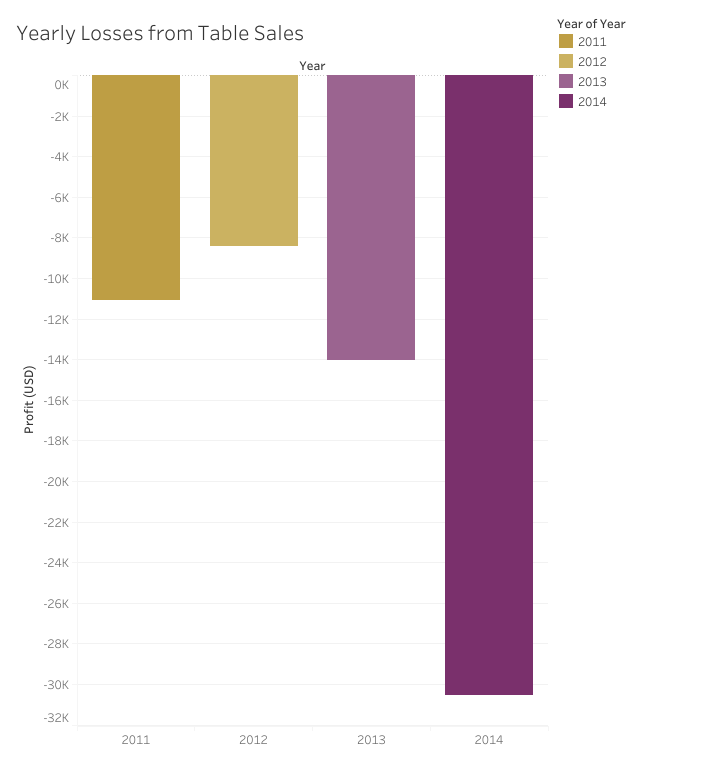 Yearly Losses from Table Sales
Year of Year
2011
2012
2013
2014
Year
0K
-2K
-4K
-6K
-8K
-10K
-12K
-14K
-16K
-18K
-20K
-22K
-24K
-26K
-28K
-30K
-32K
Profit (USD)
2011
2012
2013
2014